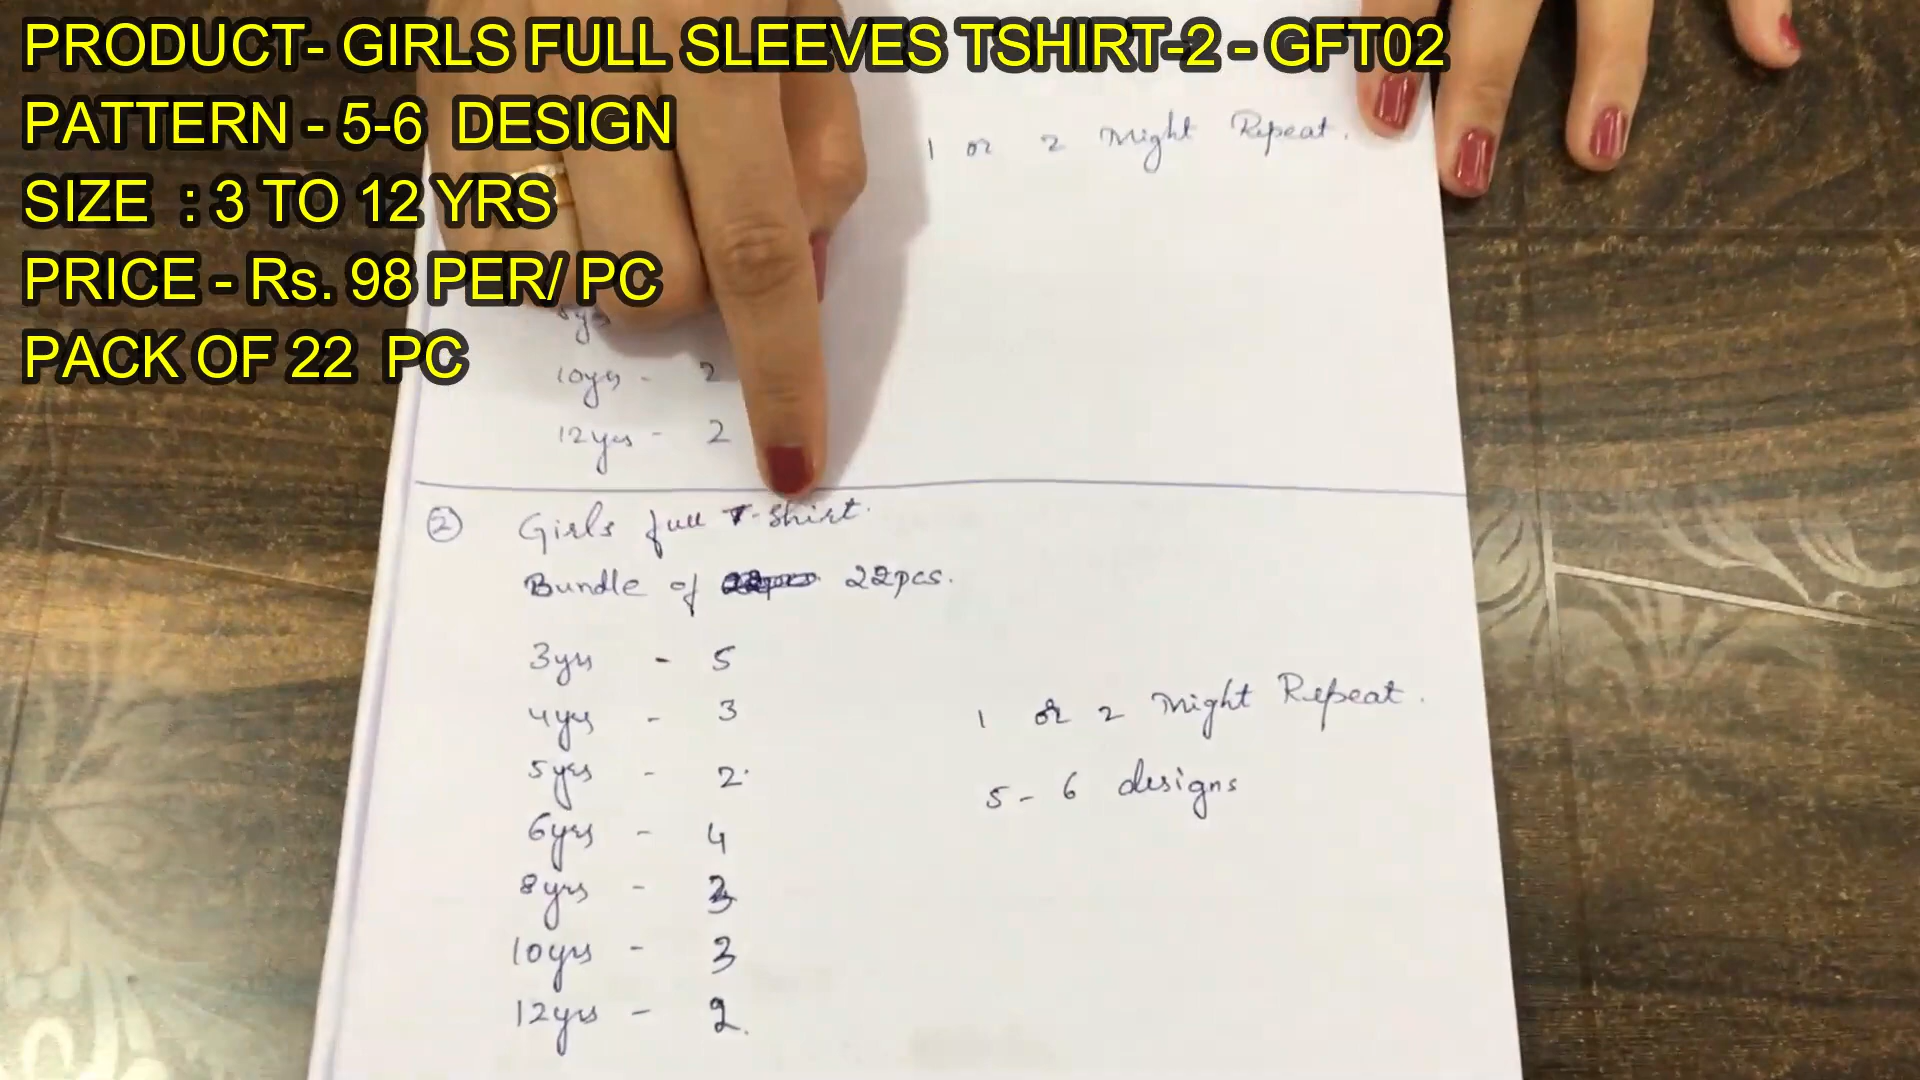 PRODUCT- GIRLS FULL SLEEVES TSHIRT-2 - GFT02
PATTERN - 5-6 DESIGN
SIZE : 3 TO 12 YRS
PRICE - Rs. 98 PER/ PC
PACK OF 22 PC
1 or 2 Might Repeat.
10yrs - 2
12yrs - 2
2 Girls full T-Shirt.
Bundle of 22pcs.
3yrs - 5
4yrs - 3
5yrs - 2
6yrs - 4
8yrs - 3
10yrs - 3
12yrs - 2.
1 or 2 Might Repeat.
5-6 designs